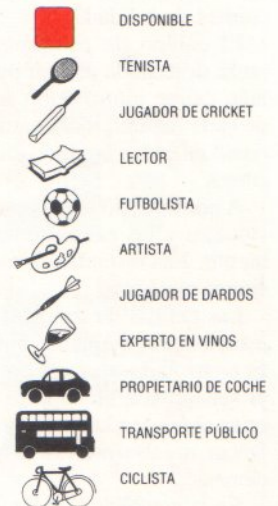 DISPONIBLE
TENISTA
JUGADOR DE CRICKET
LECTOR
FUTBOLISTA
ARTISTA
JUGADOR DE DARDOS
EXPERTO EN VINOS
PROPIETARIO DE COCHE
TRANSPORTE PÚBLICO
CICLISTA